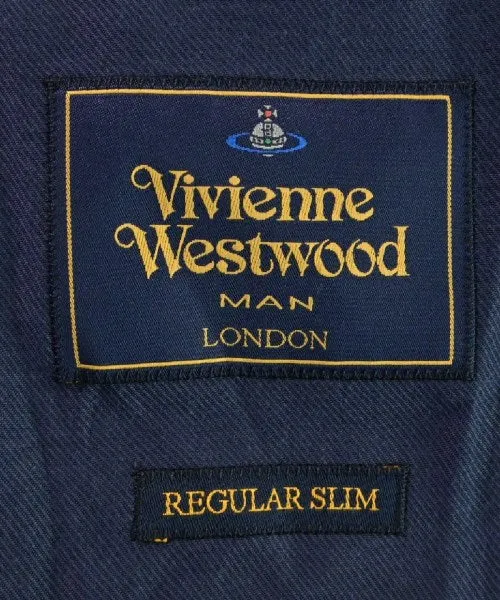 Vivienne
Westwood
MAN
LONDON
REGULAR SLIM